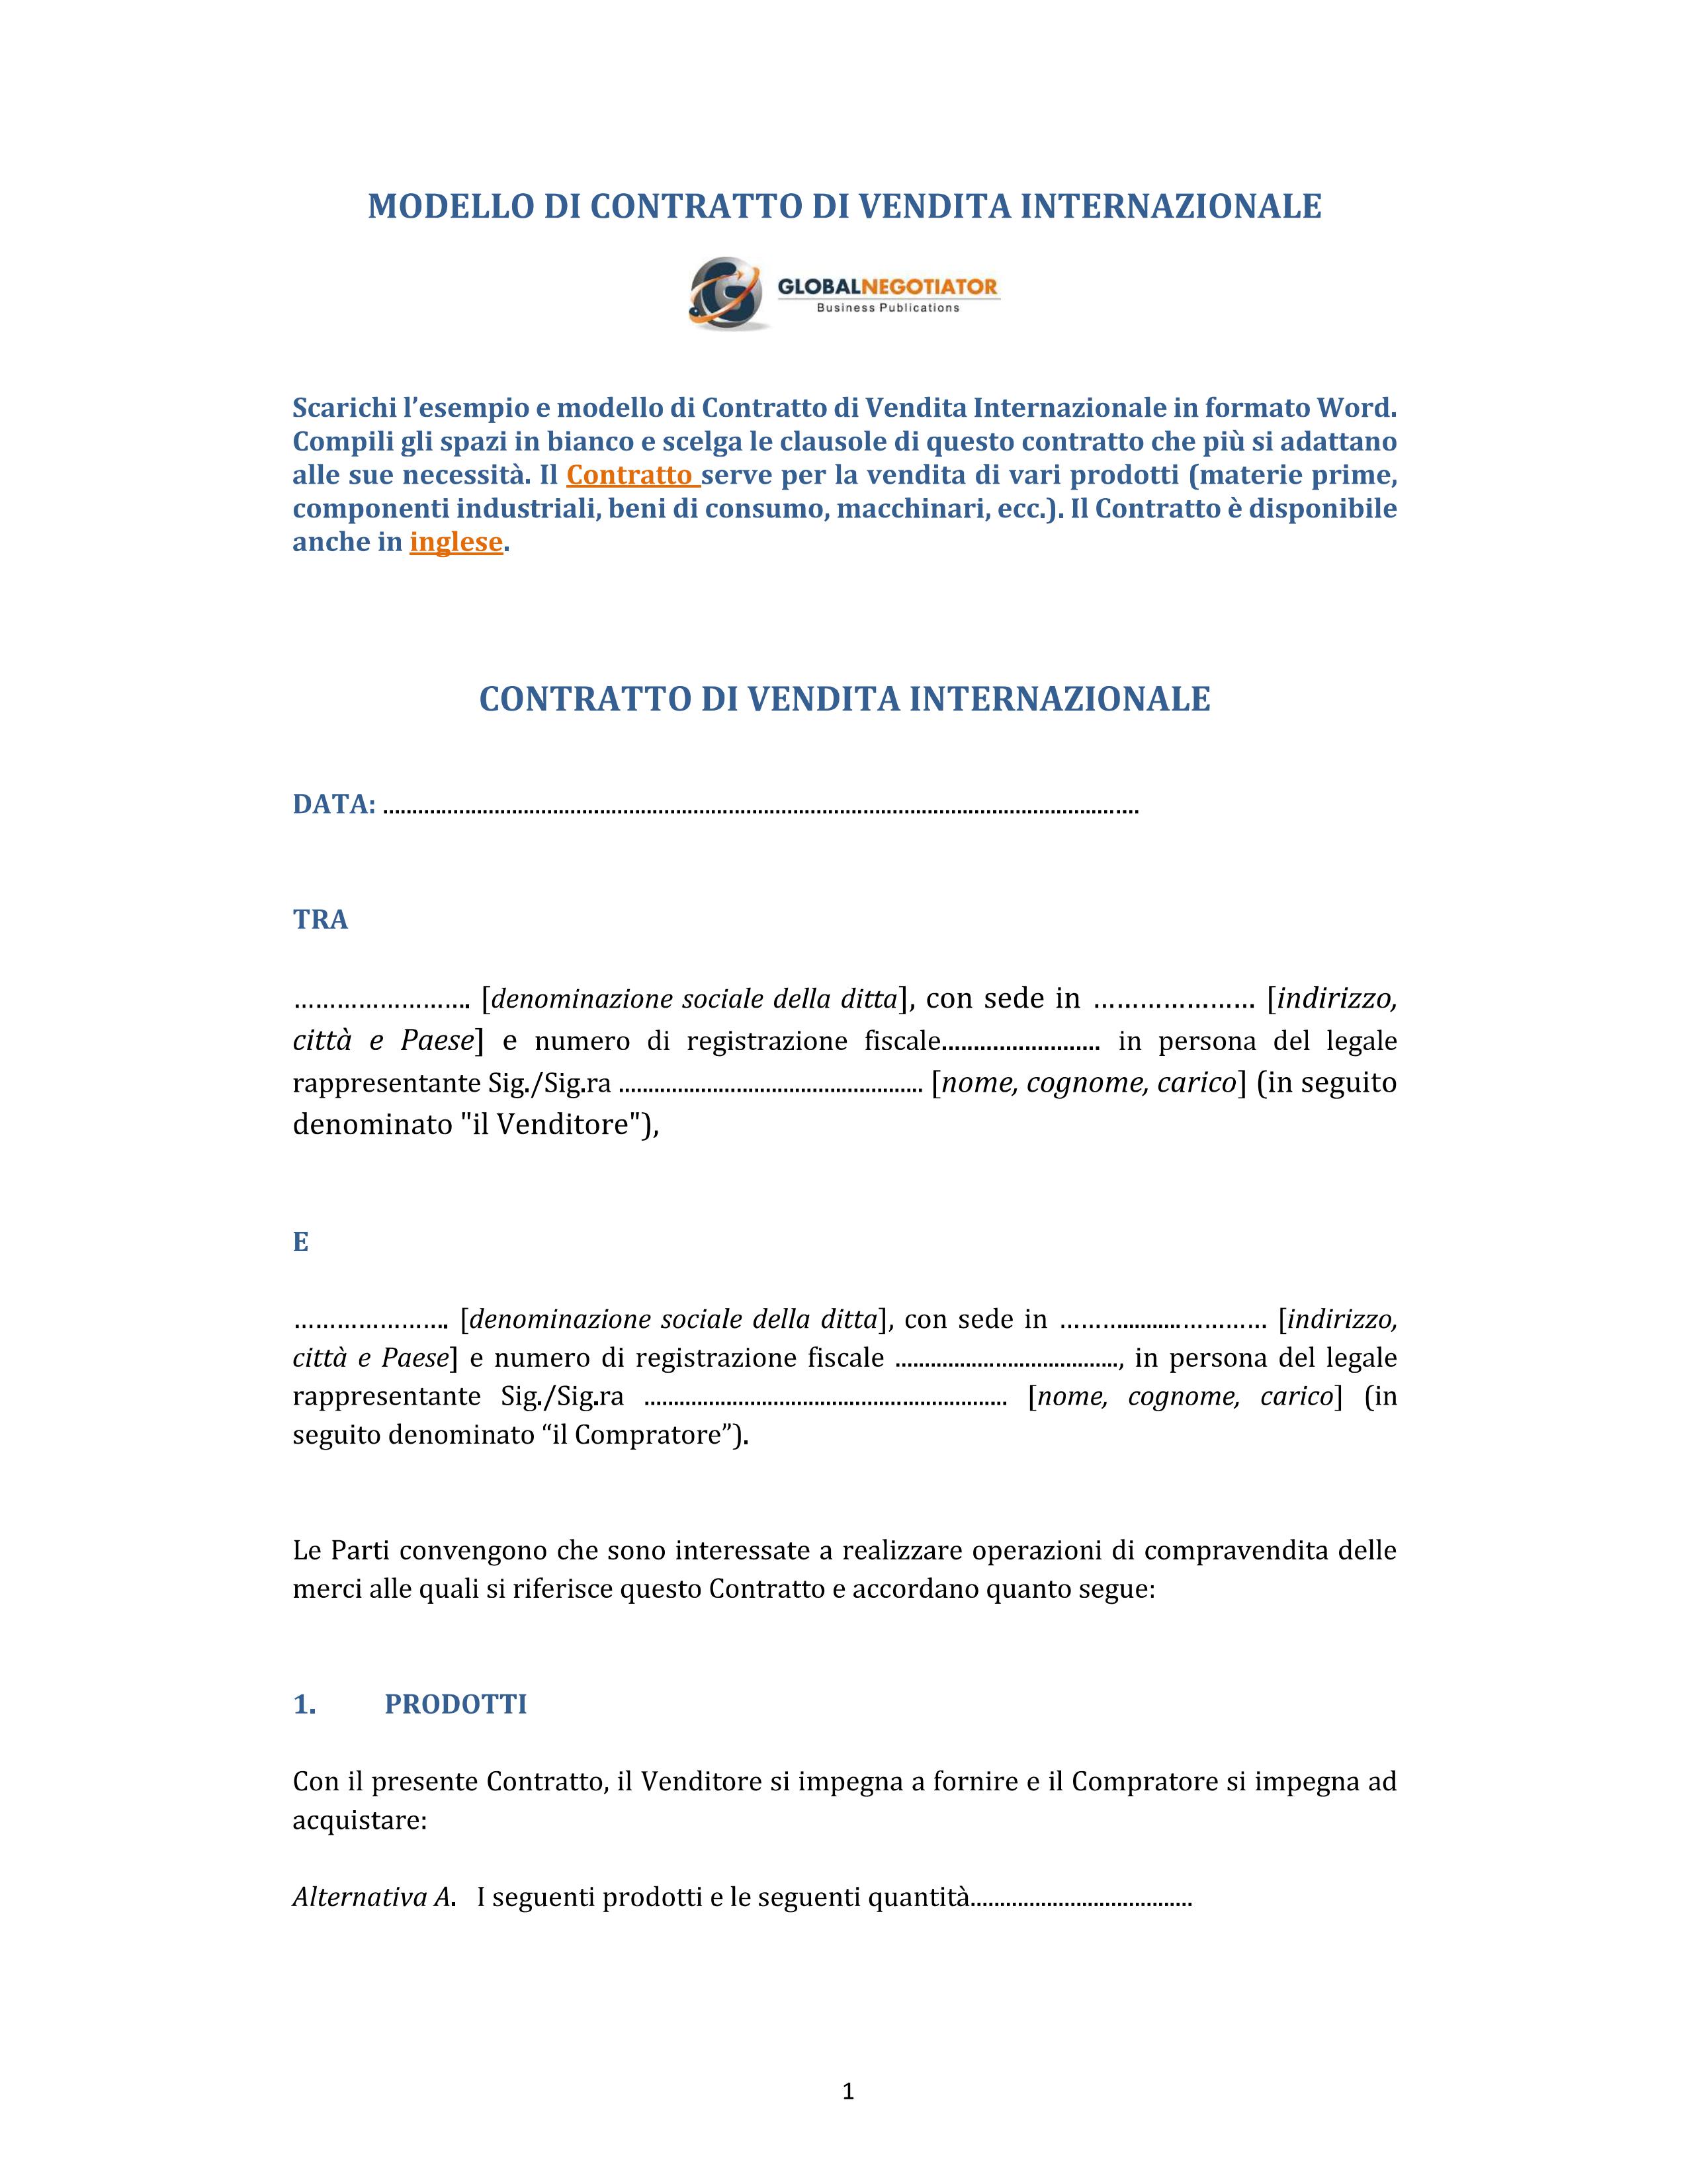 MODELLO DI CONTRATTO DI VENDITA INTERNAZIONALE
GLOBALNEGOTIATOR
Business Publications
Scarichi l’esempio e modello di Contratto di Vendita Internazionale in formato Word.
Compili gli spazi in bianco e scelga le clausole di questo contratto che più si adattano
alle sue necessità. Il Contratto serve per la vendita di vari prodotti (materie prime,
componenti industriali, beni di consumo, macchinari, ecc.). Il Contratto è disponibile
anche in inglese.
CONTRATTO DI VENDITA INTERNAZIONALE
DATA: ................................................................................................................................
TRA
…………………….. [denominazione sociale della ditta], con sede in …………………. [indirizzo,
città e Paese] e numero di registrazione fiscale........................... in persona del legale
rappresentante Sig./Sig.ra .................................................... [nome, cognome, carico] (in seguito
denominato "il Venditore"),
E
…………………. [denominazione sociale della ditta], con sede in ………..........………… [indirizzo,
città e Paese] e numero di registrazione fiscale ......................................, in persona del legale
rappresentante Sig./Sig.ra .............................................................. [nome, cognome, carico] (in
seguito denominato “il Compratore”).
Le Parti convengono che sono interessate a realizzare operazioni di compravendita delle
merci alle quali si riferisce questo Contratto e accordano quanto segue:
1. PRODOTTI
Con il presente Contratto, il Venditore si impegna a fornire e il Compratore si impegna ad
acquistare:
Alternativa A. I seguenti prodotti e le seguenti quantità......................................
1